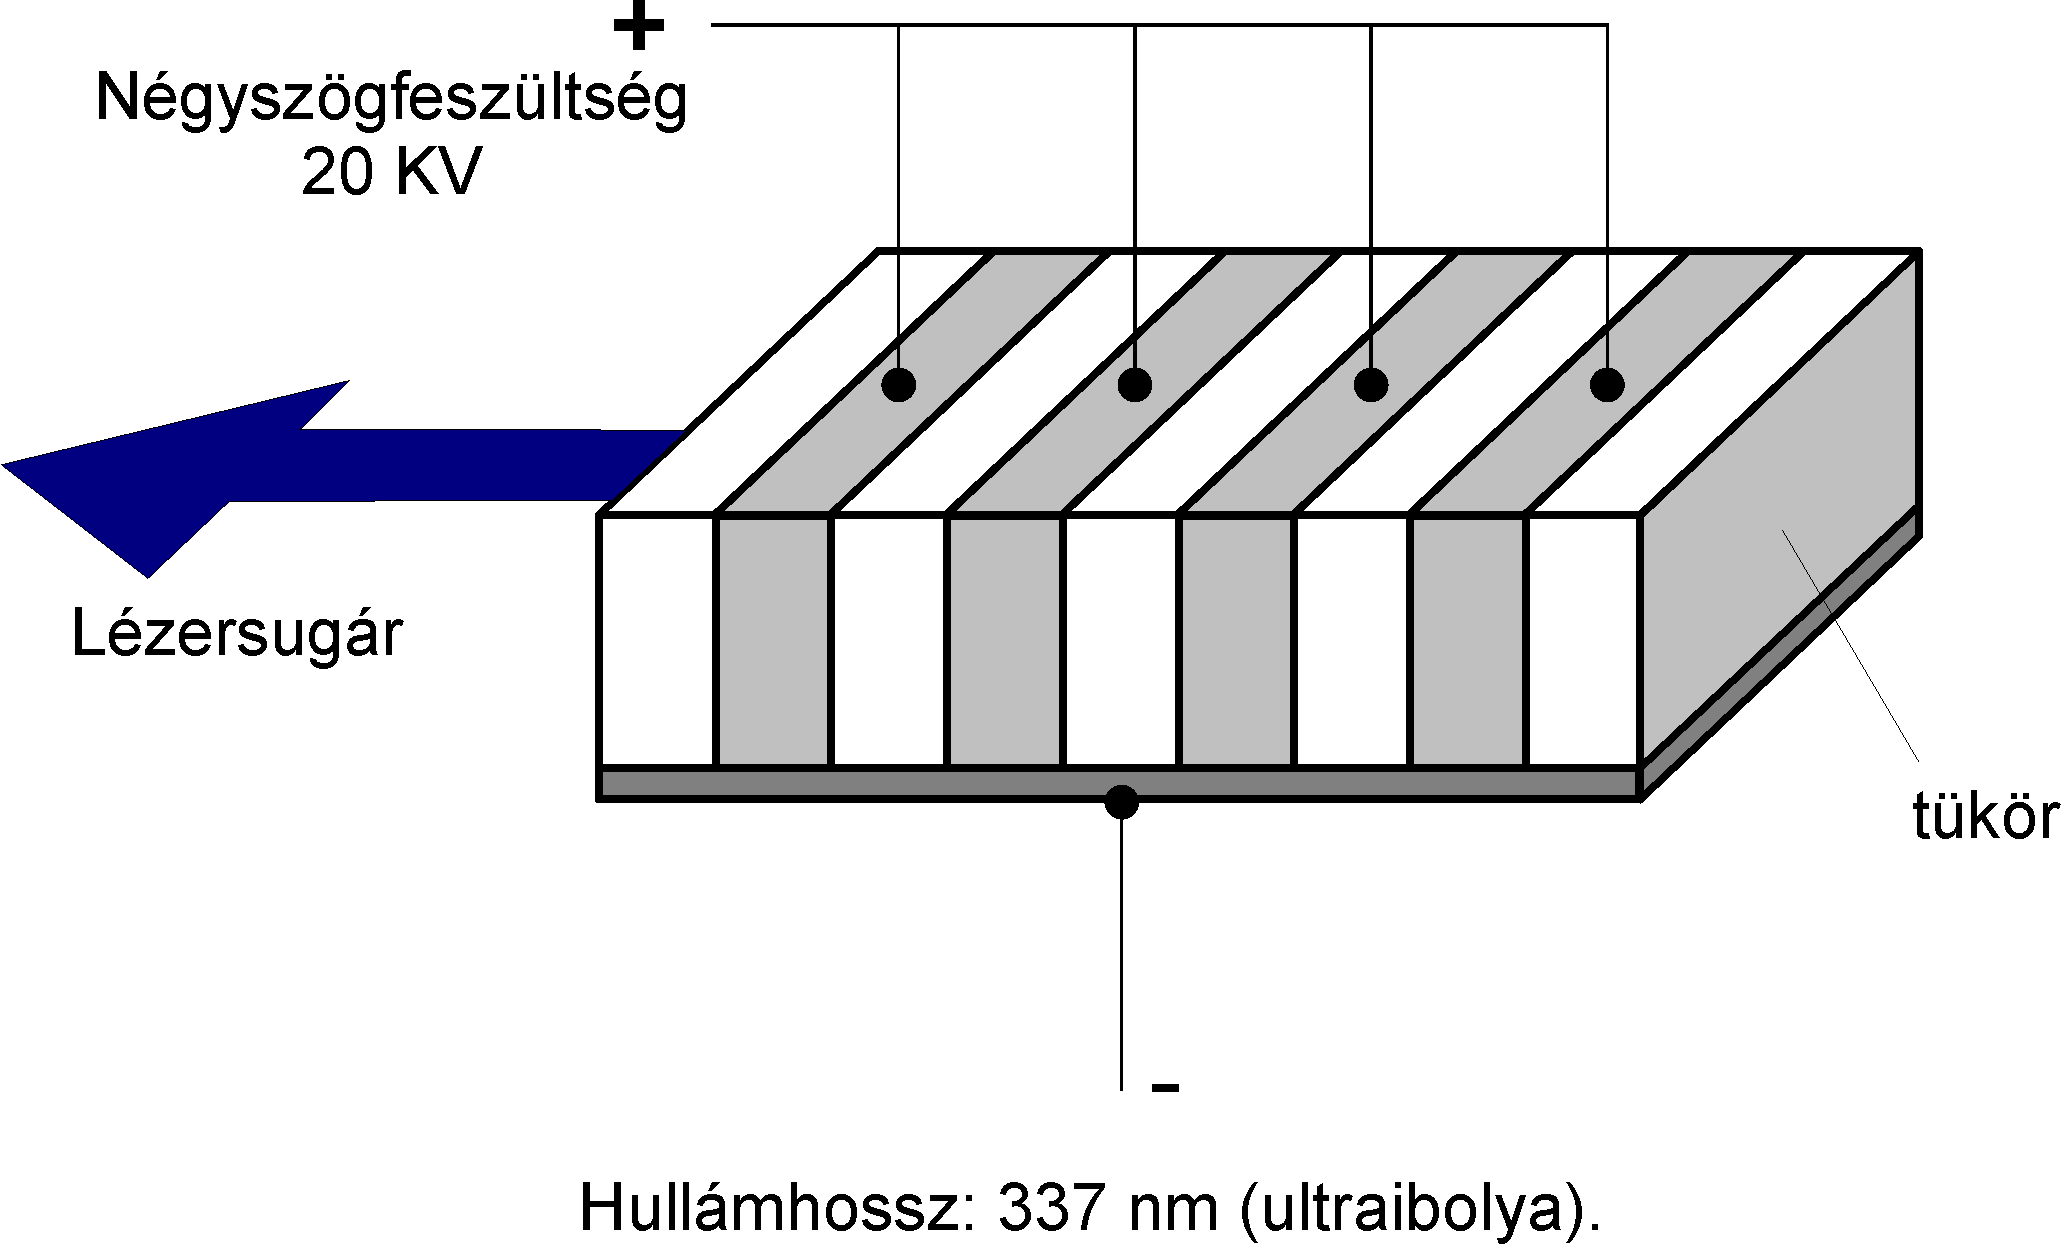 +
Négyszögfeszültség
20 KV
Lézersugár
tükör
-
Hullámhossz: 337 nm (ultraibolya).